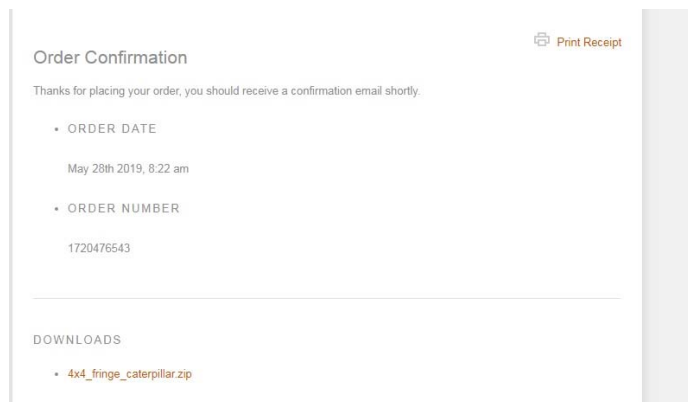 Print Receipt
Order Confirmation
Thanks for placing your order, you should receive a confirmation email shortly.
• ORDER DATE
May 28th 2019, 8:22 am
• ORDER NUMBER
1720476543
DOWNLOADS
• 4x4_fringe_caterpillar.zip